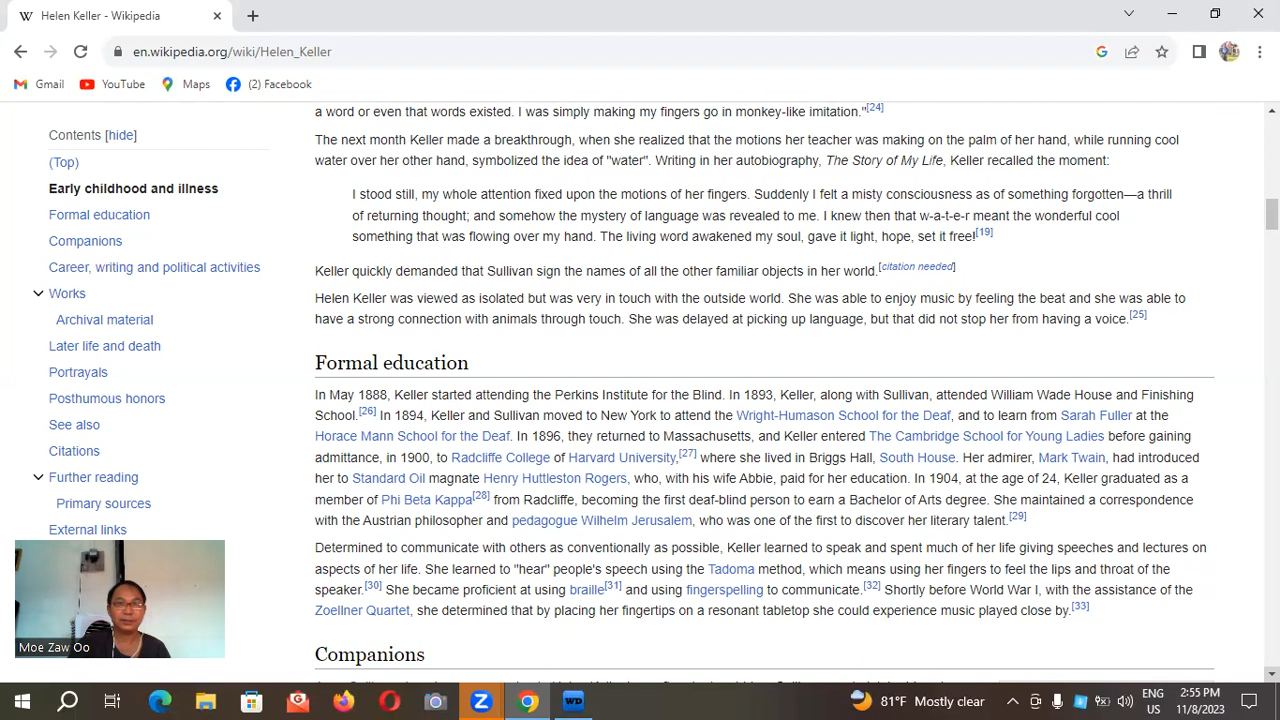 Helen Keller - Wikipedia
en.wikipedia.org/wiki/Helen_Keller
Gmail YouTube Maps (2) Facebook
Contents [hide]
(Top)
Early childhood and illness
Formal education
Companions
Career, writing and political activities
Works
Archival material
Later life and death
Portrayals
Posthumous honors
See also
Citations
Further reading
Primary sources
External links
a word or even that words existed. I was simply making my fingers go in monkey-like imitation."[24]
The next month Keller made a breakthrough, when she realized that the motions her teacher was making on the palm of her hand, while running cool
water over her other hand, symbolized the idea of "water". Writing in her autobiography, The Story of My Life, Keller recalled the moment:
I stood still, my whole attention fixed upon the motions of her fingers. Suddenly I felt a misty consciousness as of something forgotten—a thrill
of returning thought; and somehow the mystery of language was revealed to me. I knew then that w-a-t-e-r meant the wonderful cool
something that was flowing over my hand. The living word awakened my soul, gave it light, hope, set it free![19]
Keller quickly demanded that Sullivan sign the names of all the other familiar objects in her world.[citation needed]
Helen Keller was viewed as isolated but was very in touch with the outside world. She was able to enjoy music by feeling the beat and she was able to
have a strong connection with animals through touch. She was delayed at picking up language, but that did not stop her from having a voice.[25]
Formal education
In May 1888, Keller started attending the Perkins Institute for the Blind. In 1893, Keller, along with Sullivan, attended William Wade House and Finishing
School.[26] In 1894, Keller and Sullivan moved to New York to attend the Wright-Humason School for the Deaf, and to learn from Sarah Fuller at the
Horace Mann School for the Deaf. In 1896, they returned to Massachusetts, and Keller entered The Cambridge School for Young Ladies before gaining
admittance, in 1900, to Radcliffe College of Harvard University,[27] where she lived in Briggs Hall, South House. Her admirer, Mark Twain, had introduced
her to Standard Oil magnate Henry Huttleston Rogers, who, with his wife Abbie, paid for her education. In 1904, at the age of 24, Keller graduated as a
member of Phi Beta Kappa[28] from Radcliffe, becoming the first deaf-blind person to earn a Bachelor of Arts degree. She maintained a correspondence
with the Austrian philosopher and pedagogue Wilhelm Jerusalem, who was one of the first to discover her literary talent.[29]
Determined to communicate with others as conventionally as possible, Keller learned to speak and spent much of her life giving speeches and lectures on
aspects of her life. She learned to "hear" people's speech using the Tadoma method, which means using her fingers to feel the lips and throat of the
speaker.[30] She became proficient at using braille[31] and using fingerspelling to communicate.[32] Shortly before World War I, with the assistance of the
Zoellner Quartet, she determined that by placing her fingertips on a resonant tabletop she could experience music played close by.[33]
Companions
Moe Zaw Oo
81°F Mostly clear
ENG
US
2:55 PM
11/8/2023